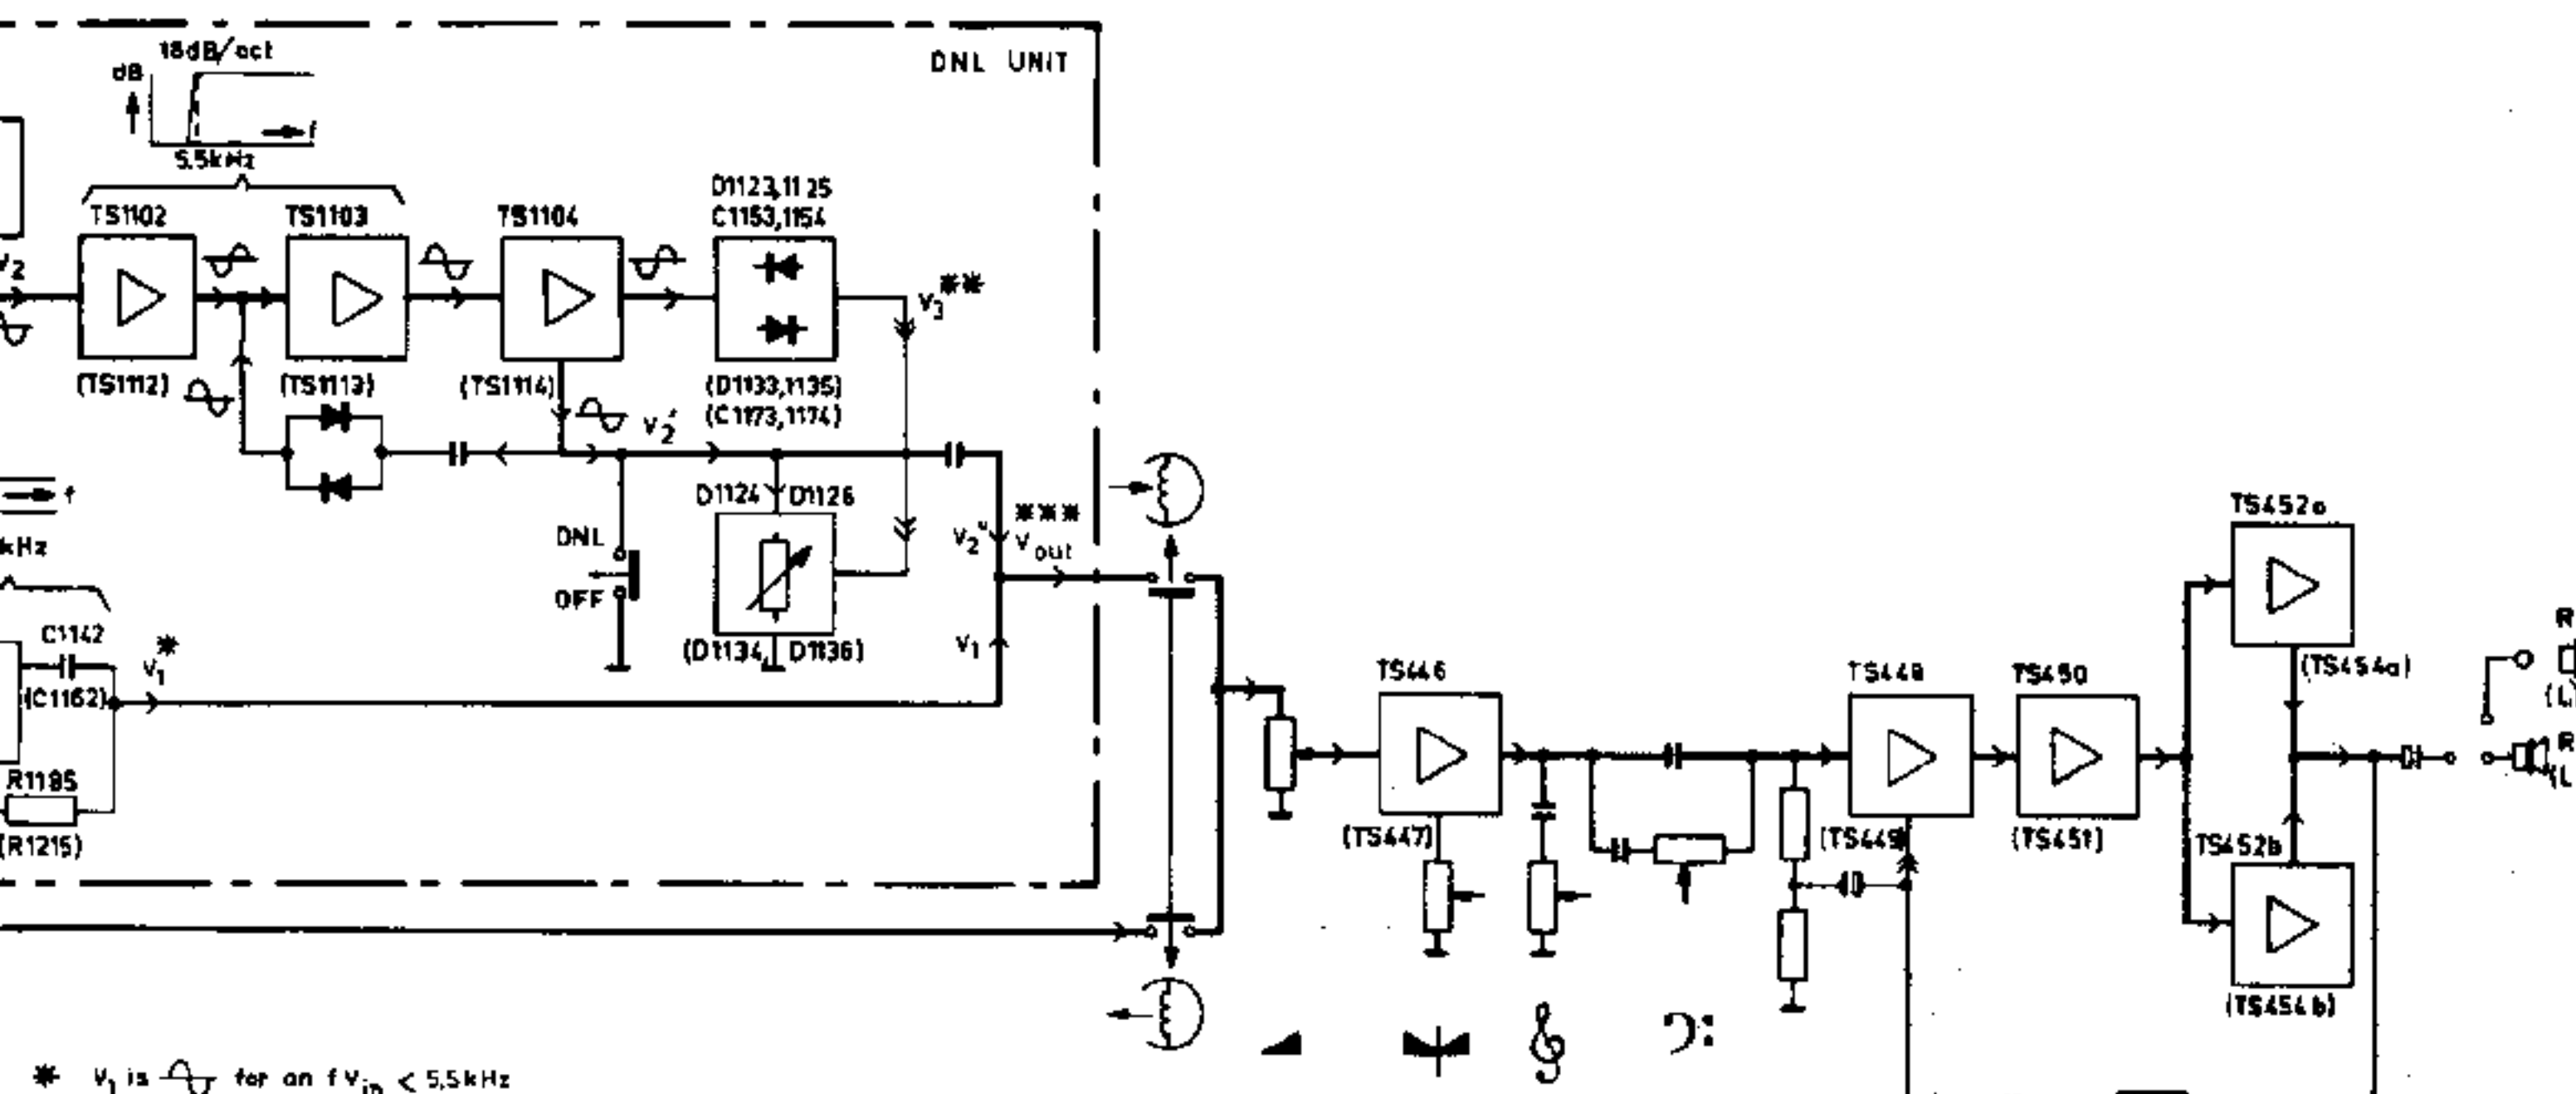 18dB/oct
DNL UNIT
dB
f
5,5kHz
D1123,1125
C1153,1154
TS1102
TS1103
TS1104
V2
V3**
(TS1112)
(TS1113)
(TS1114)
(D1133,1135)
(C1173,1174)
V2'
f
D1124
D1126
kHz
DNL
OFF
V2"
***
Vout
TS452a
C1142
V1*
(C1162)
(D1134,
D1136)
V1
TS446
TS448
TS450
(TS454a)
R
(L
R1185
(R1215)
(TS447)
(TS449)
(TS451)
TS452b
R
(L
(TS454b)
* V1 is for an f Vin < 5,5kHz